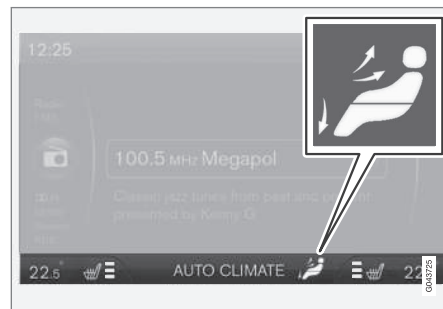 12:25
Radio
100.5 MHz Megapol
Classic jazz tunes from past and present
presented by Kenny G
22.5° AUTO CLIMATE 22
G043725